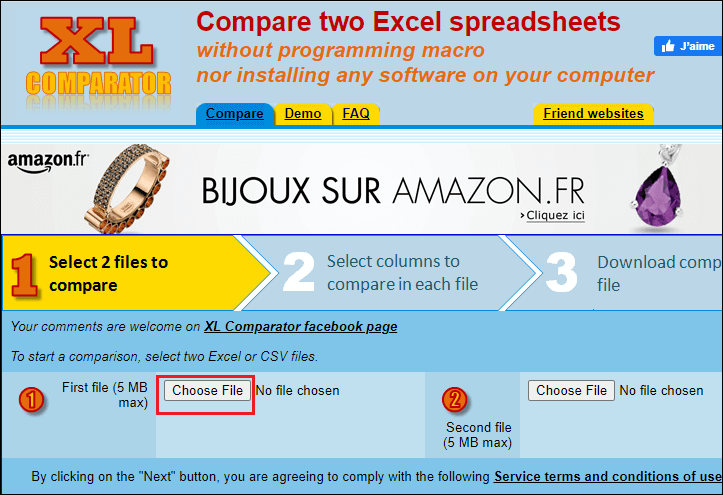 XL
COMPARATOR
Compare two Excel spreadsheets
without programming macro
nor installing any software on your computer
J'aime
Compare
Demo
FAQ
Friend websites
amazon.fr
BIJOUX SUR AMAZON.FR
›Cliquez ici
1
Select 2 files to
compare
2
Select columns to
compare in each file
3
Download comp
file
Your comments are welcome on XL Comparator facebook page
To start a comparison, select two Excel or CSV files.
1
First file (5 MB
max)
Choose File No file chosen
2
Second file
(5 MB max)
Choose File No file chosen
By clicking on the "Next" button, you are agreeing to comply with the following Service terms and conditions of use